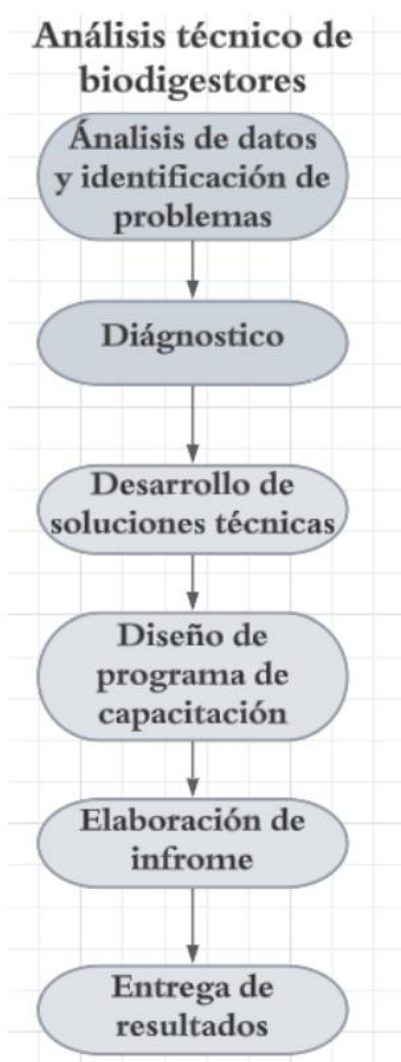 Análisis técnico de
biodigestores
Ánalisis de datos
y identificación de
problemas
Diágnostico
Desarrollo de
soluciones técnicas
Diseño de
programa de
capacitación
Elaboración de
infrome
Entrega de
resultados